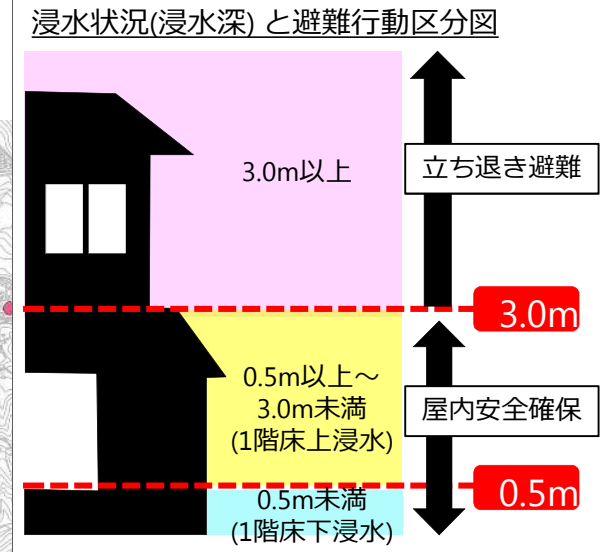 浸水状況(浸水深) と避難行動区分図
3.0m以上
立ち退き避難
3.0m
0.5m以上～
3.0m未満
(1階床上浸水)
屋内安全確保
0.5m
0.5m未満
(1階床下浸水)